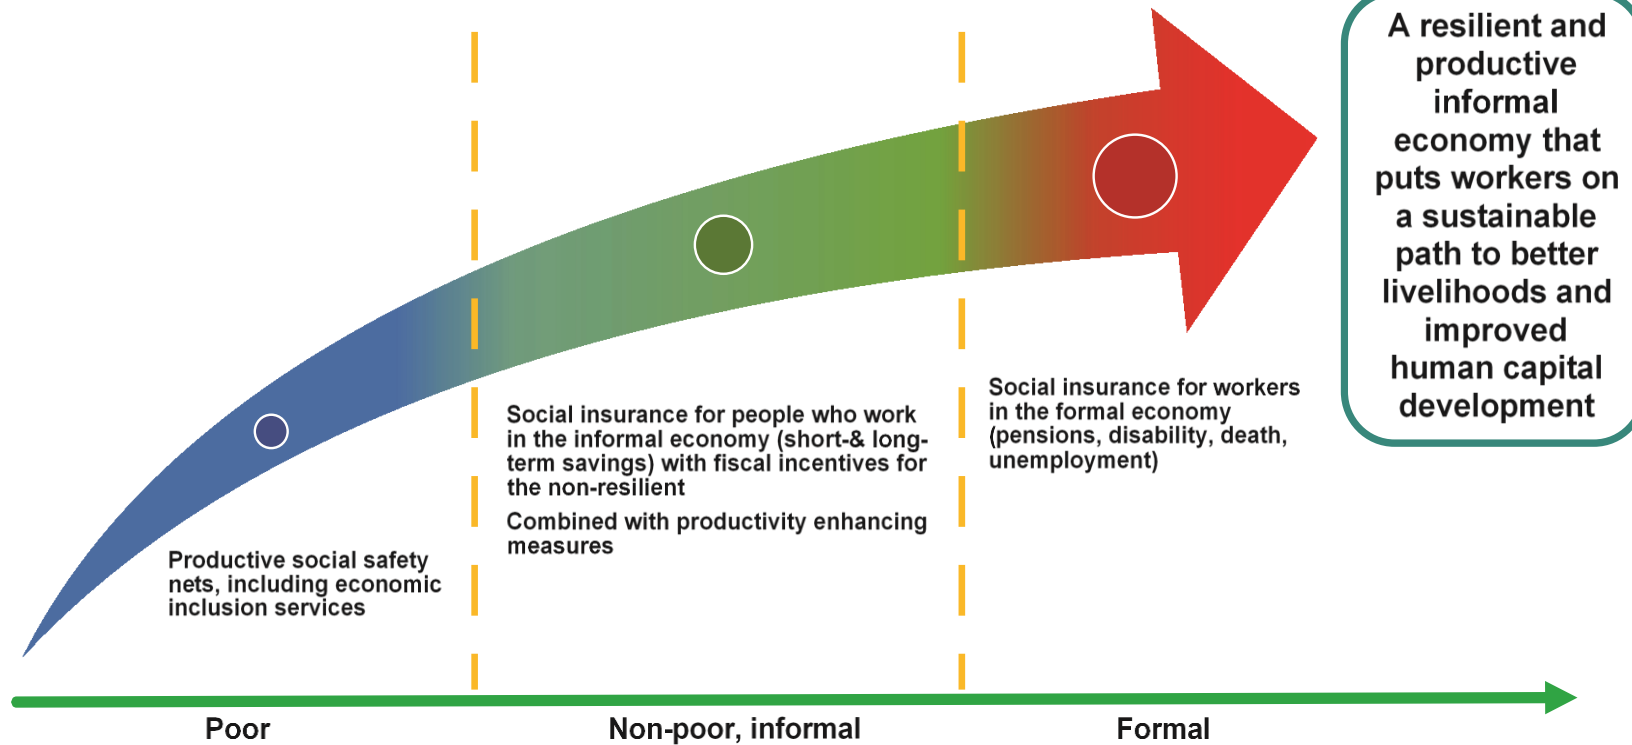 A resilient and
productive
informal
economy that
puts workers on
a sustainable
path to better
livelihoods and
improved
human capital
development
Productive social safety
nets, including economic
inclusion services
Social insurance for people who work
in the informal economy (short-& long-
term savings) with fiscal incentives for
the non-resilient
Combined with productivity enhancing
measures
Social insurance for workers
in the formal economy
(pensions, disability, death,
unemployment)
Poor
Non-poor, informal
Formal